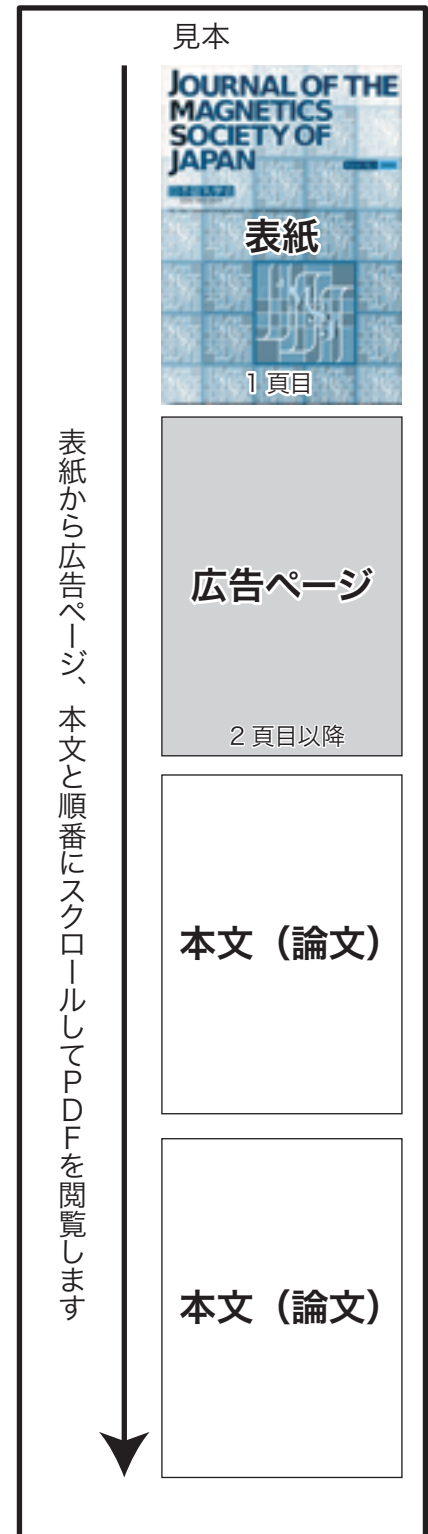 見本
JOURNAL OF THE
MAGNETICS
SOCIETY OF
JAPAN
表紙
1頁目
表紙から広告ページ、本文と順番にスクロールしてPDFを閲覧します
広告ページ
2頁目以降
本文（論文）
本文（論文）